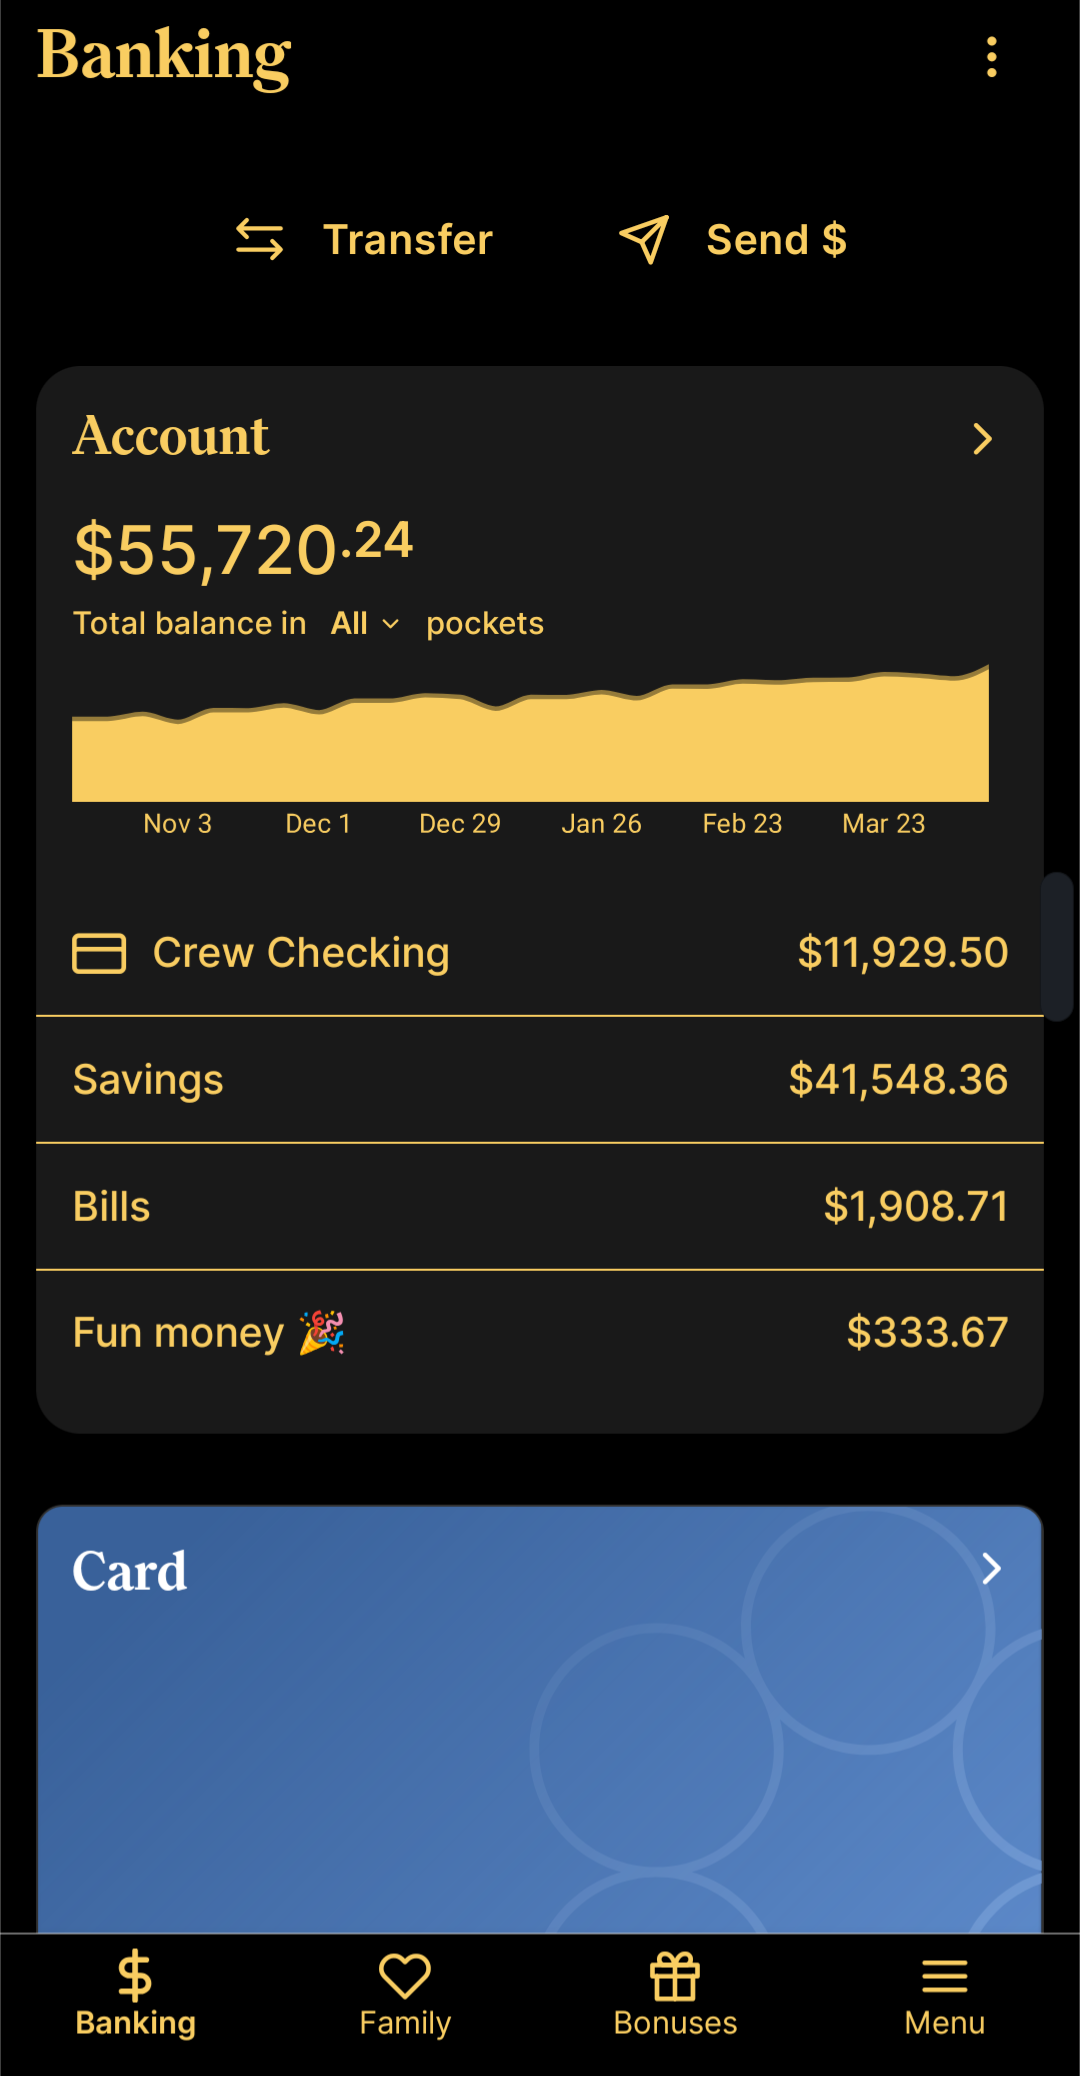 Banking
Transfer Send $
Account
$55,720.24
Total balance in All pockets
Nov 3 Dec 1 Dec 29 Jan 26 Feb 23 Mar 23
Crew Checking $11,929.50
Savings $41,548.36
Bills $1,908.71
Fun money 🎉 $333.67
Card
Banking Family Bonuses Menu